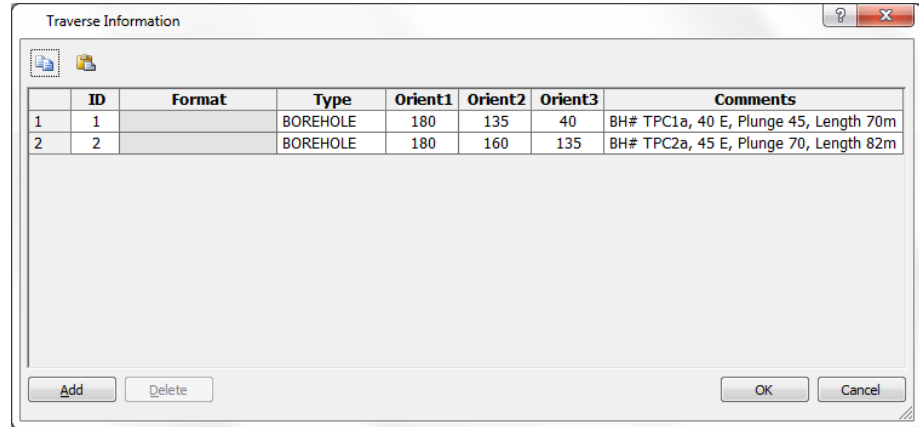 Traverse Information
ID Format Type Orient1 Orient2 Orient3 Comments
1 1 BOREHOLE 180 135 40 BH# TPC1a, 40 E, Plunge 45, Length 70m
2 2 BOREHOLE 180 160 135 BH# TPC2a, 45 E, Plunge 70, Length 82m
Add Delete OK Cancel